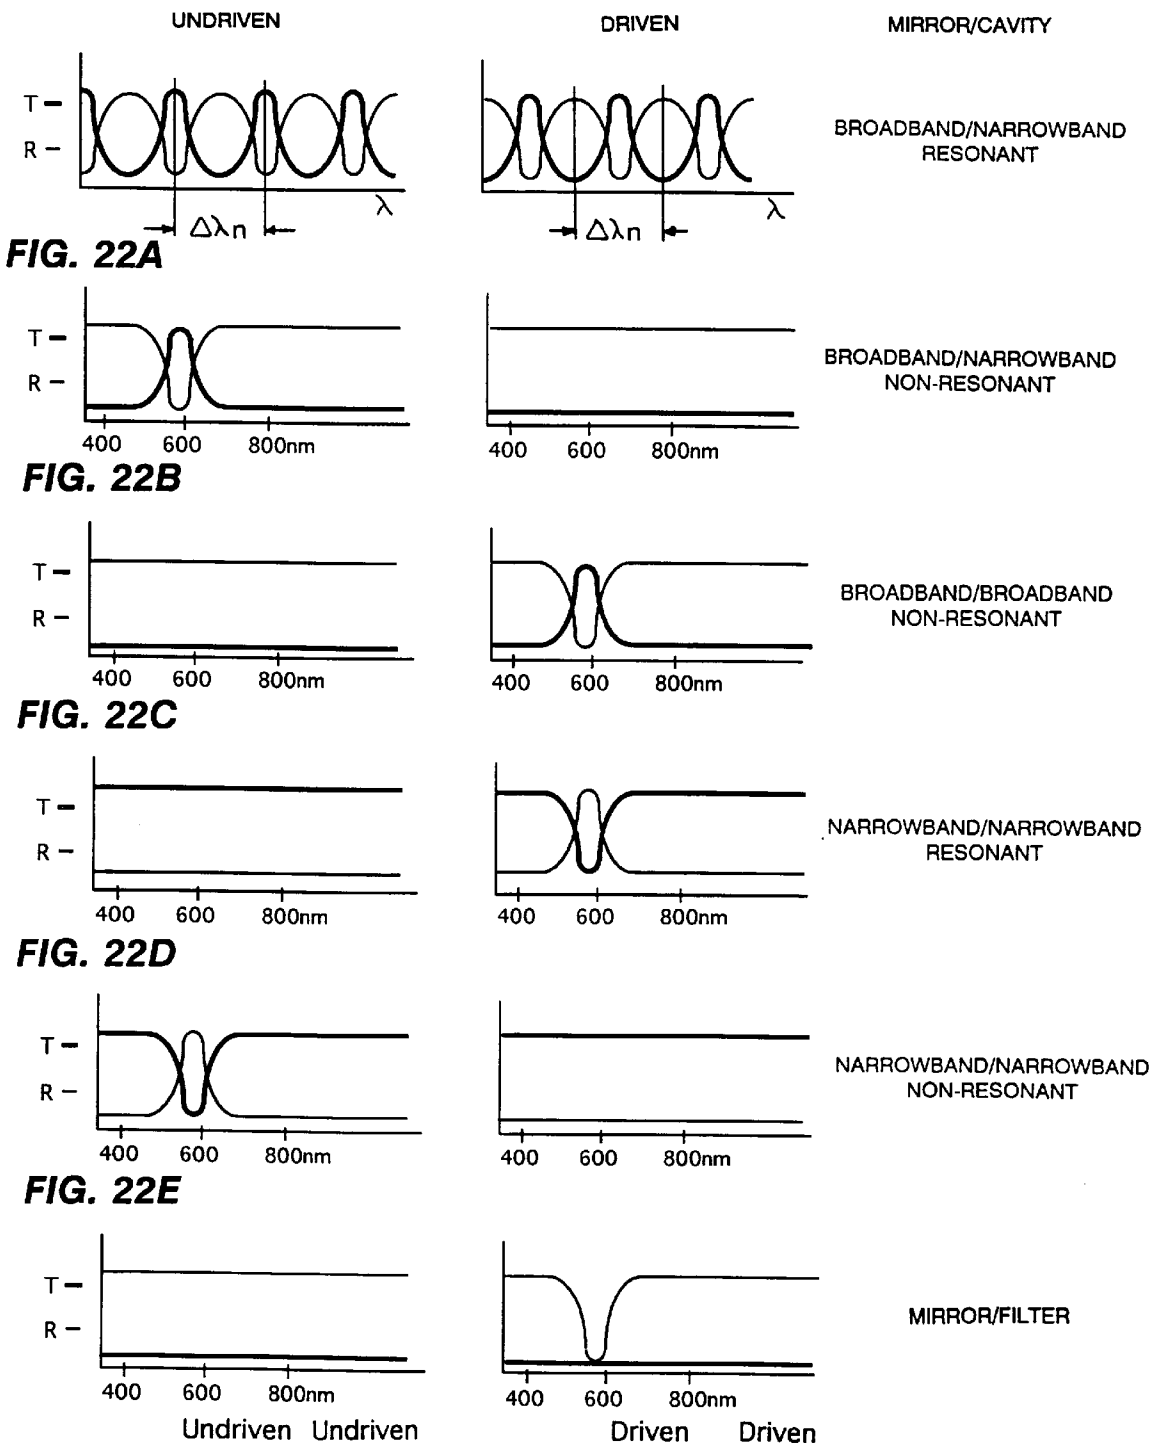 UNDRIVEN DRIVEN MIRROR/CAVITY
T
R
BROADBAND/NARROWBAND
RESONANT
λ λ
Δλn Δλn
FIG. 22A
T
R
BROADBAND/NARROWBAND
NON-RESONANT
400 600 800nm 400 600 800nm
FIG. 22B
T
R
BROADBAND/BROADBAND
NON-RESONANT
400 600 800nm 400 600 800nm
FIG. 22C
T
R
NARROWBAND/NARROWBAND
RESONANT
400 600 800nm 400 600 800nm
FIG. 22D
T
R
NARROWBAND/NARROWBAND
NON-RESONANT
400 600 800nm 400 600 800nm
FIG. 22E
T
R
MIRROR/FILTER
400 600 800nm 400 600 800nm
Undriven Undriven Driven Driven